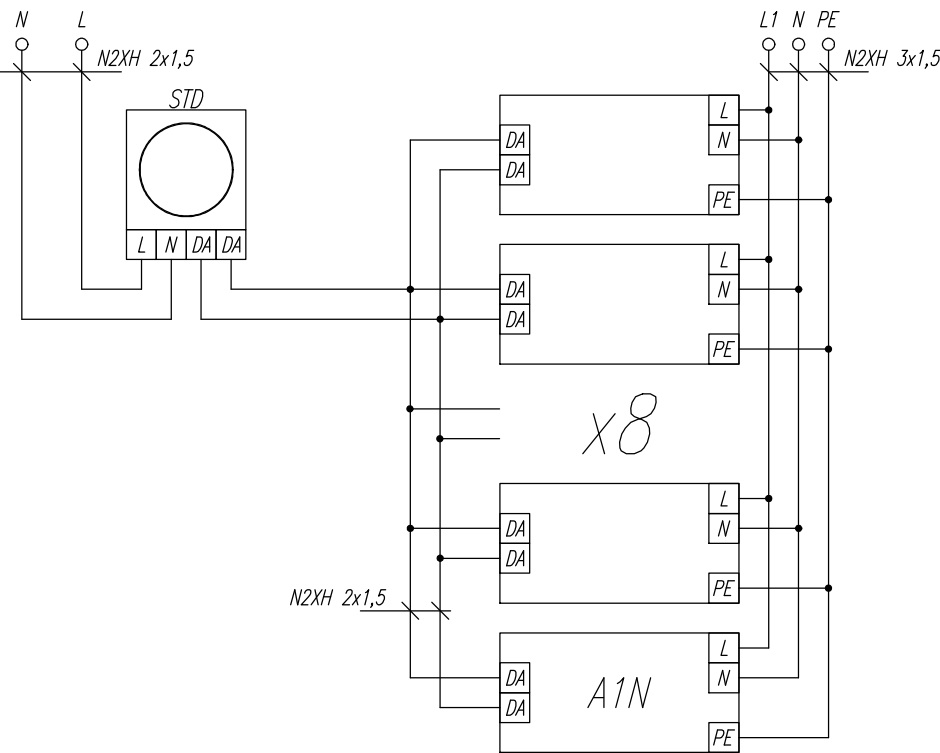 N L L1 N PE
N2XH 2x1,5 N2XH 3x1,5
STD
L N DA DA
L
DA N
DA
PE
L
DA N
DA
PE
X8
L
DA N
DA
PE
N2XH 2x1,5
L
DA A1N N
DA
PE